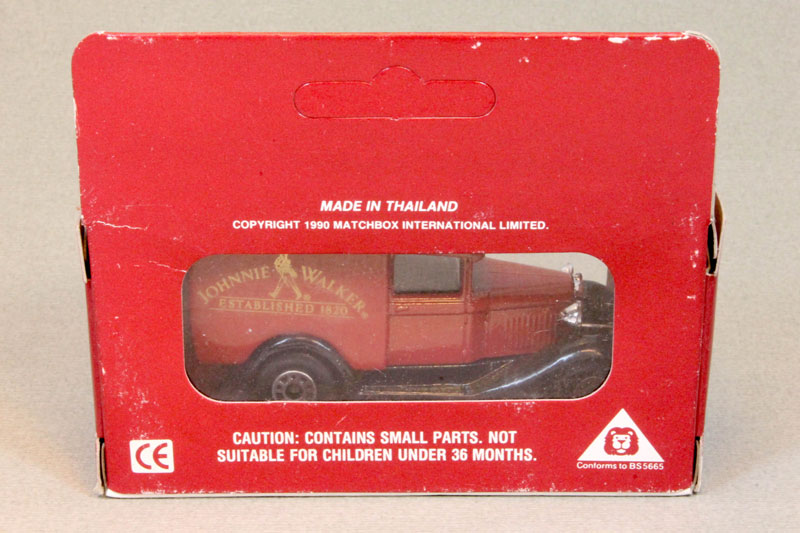 MADE IN THAILAND
COPYRIGHT 1990 MATCHBOX INTERNATIONAL LIMITED.
JOHNNIE WALKER®
ESTABLISHED 1820
CAUTION: CONTAINS SMALL PARTS. NOT
SUITABLE FOR CHILDREN UNDER 36 MONTHS.
CE
Conforms to BS5665